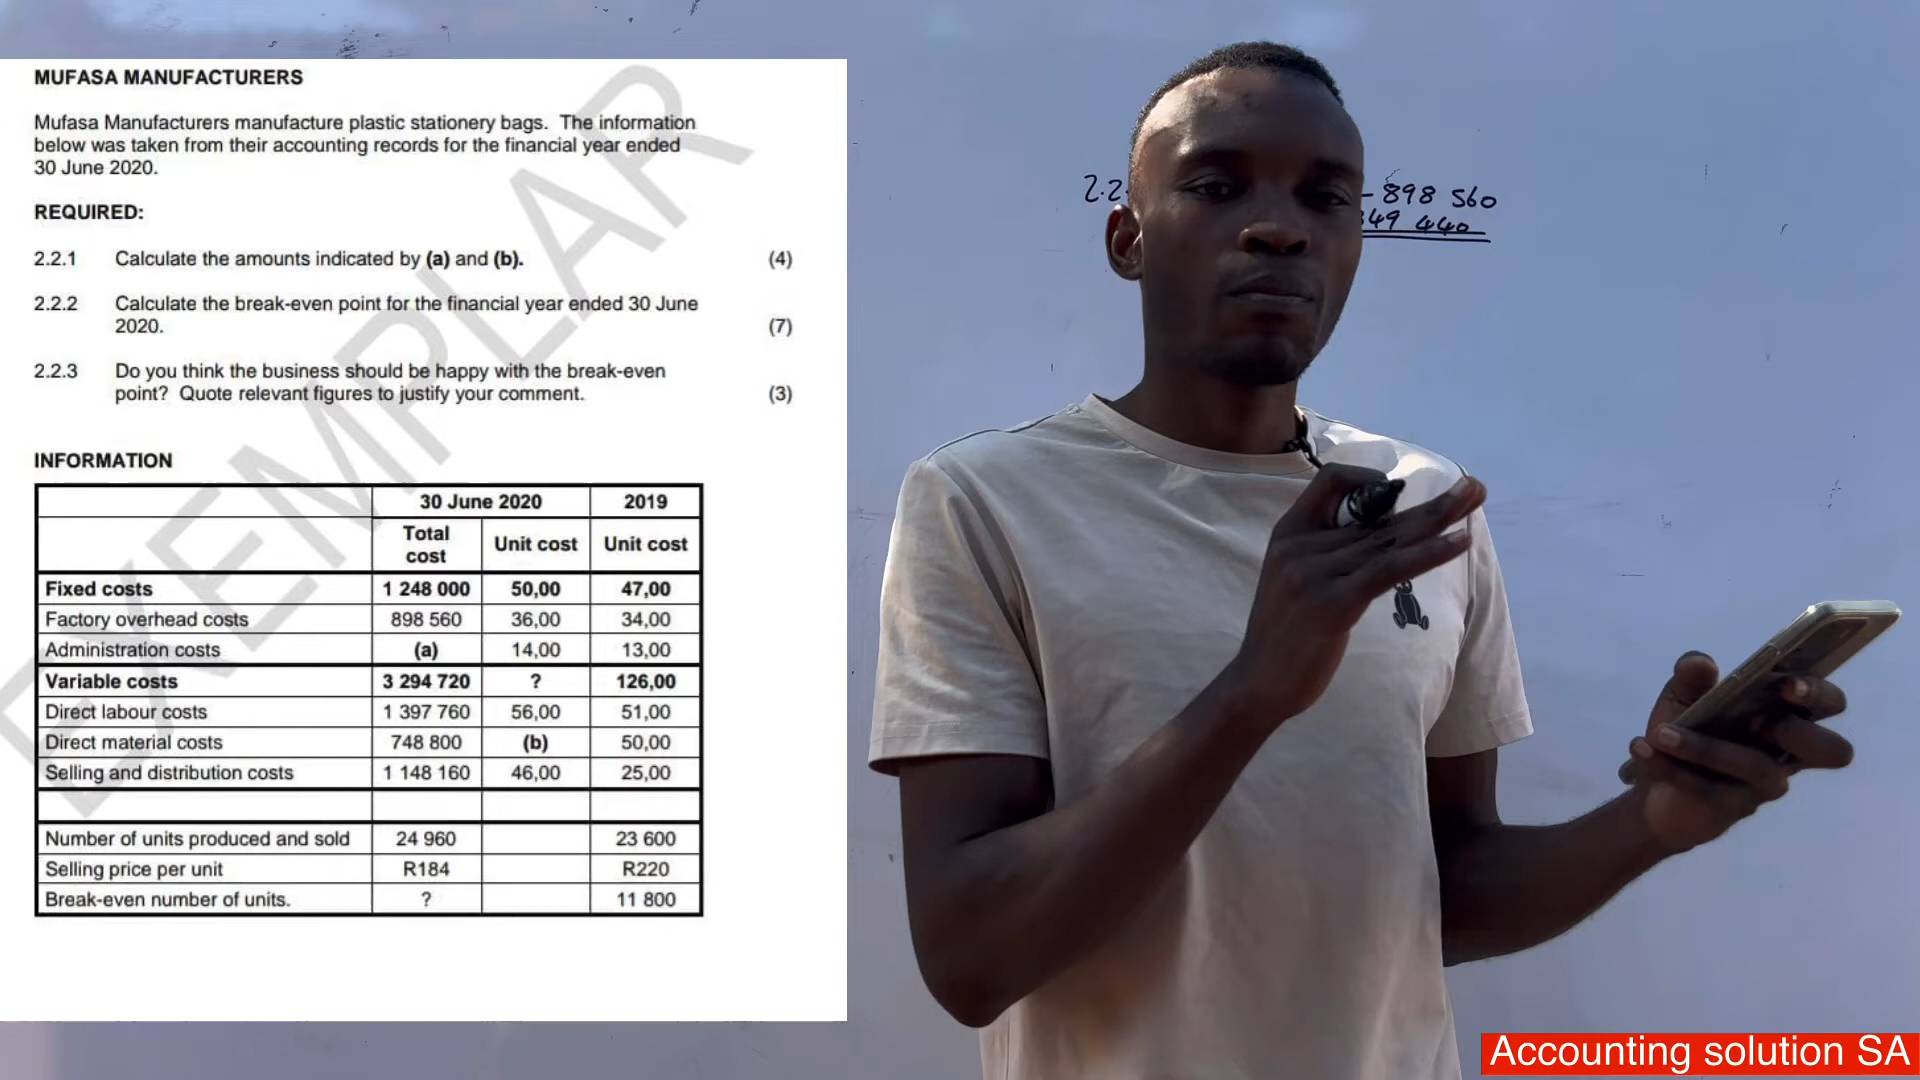 MUFASA MANUFACTURERS
Mufasa Manufacturers manufacture plastic stationery bags. The information
below was taken from their accounting records for the financial year ended
30 June 2020.
REQUIRED:
2.2.1 Calculate the amounts indicated by (a) and (b). (4)
2.2.2 Calculate the break-even point for the financial year ended 30 June
2020. (7)
2.2.3 Do you think the business should be happy with the break-even
point? Quote relevant figures to justify your comment. (3)
INFORMATION
30 June 2020 2019
Total
cost Unit cost Unit cost
Fixed costs 1 248 000 50,00 47,00
Factory overhead costs 898 560 36,00 34,00
Administration costs (a) 14,00 13,00
Variable costs 3 294 720 ? 126,00
Direct labour costs 1 397 760 56,00 51,00
Direct material costs 748 800 (b) 50,00
Selling and distribution costs 1 148 160 46,00 25,00
Number of units produced and sold 24 960 23 600
Selling price per unit R184 R220
Break-even number of units. ? 11 800
EXEMPLAR
2.2. - 898 560
49 440
Accounting solution SA